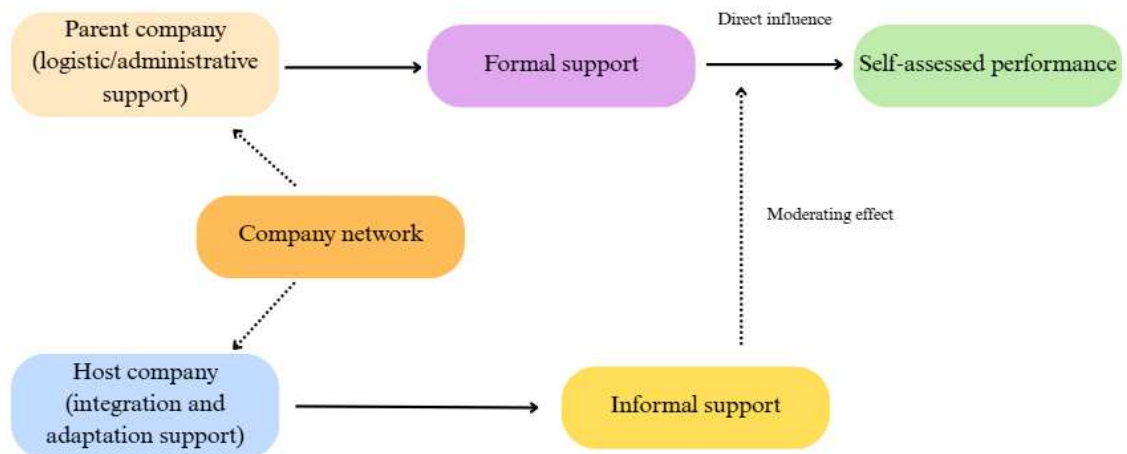 Parent company
(logistic/administrative
support)
Formal support
Direct influence
Self-assessed performance
Company network
Moderating effect
Host company
(integration and
adaptation support)
Informal support